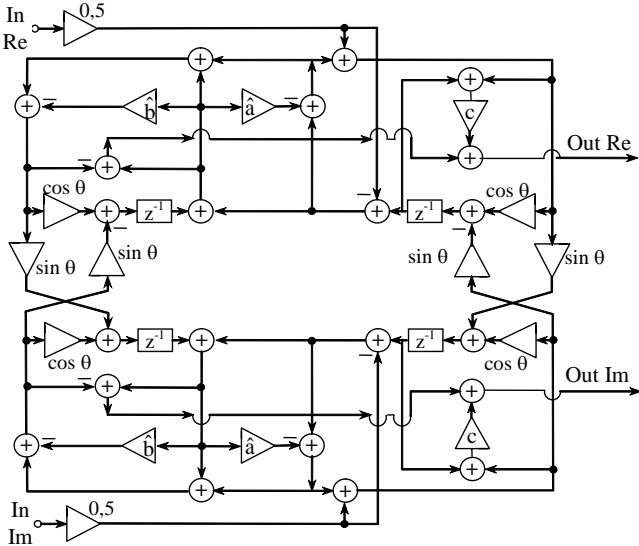 In
Re
0,5
b̂
â
c
Out Re
cos θ
z⁻¹
z⁻¹
cos θ
sin θ
sin θ
sin θ
sin θ
z⁻¹
z⁻¹
cos θ
cos θ
Out Im
b̂
â
c
In
Im
0,5